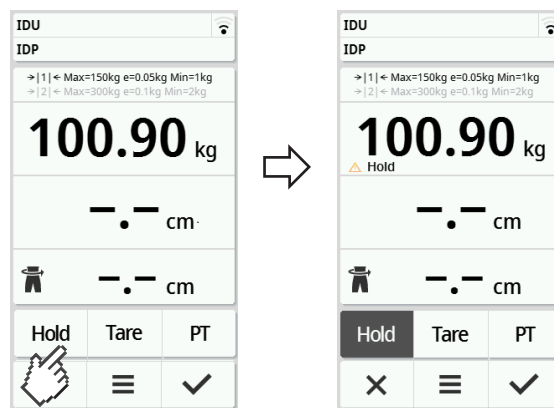 IDU
IDP
→|1|← Max=150kg e=0.05kg Min=1kg
→|2|← Max=300kg e=0.1kg Min=2kg
100.90 kg
–.– cm
–.– cm
Hold Tare PT
IDU
IDP
→|1|← Max=150kg e=0.05kg Min=1kg
→|2|← Max=300kg e=0.1kg Min=2kg
100.90 kg
Hold
–.– cm
–.– cm
Hold Tare PT